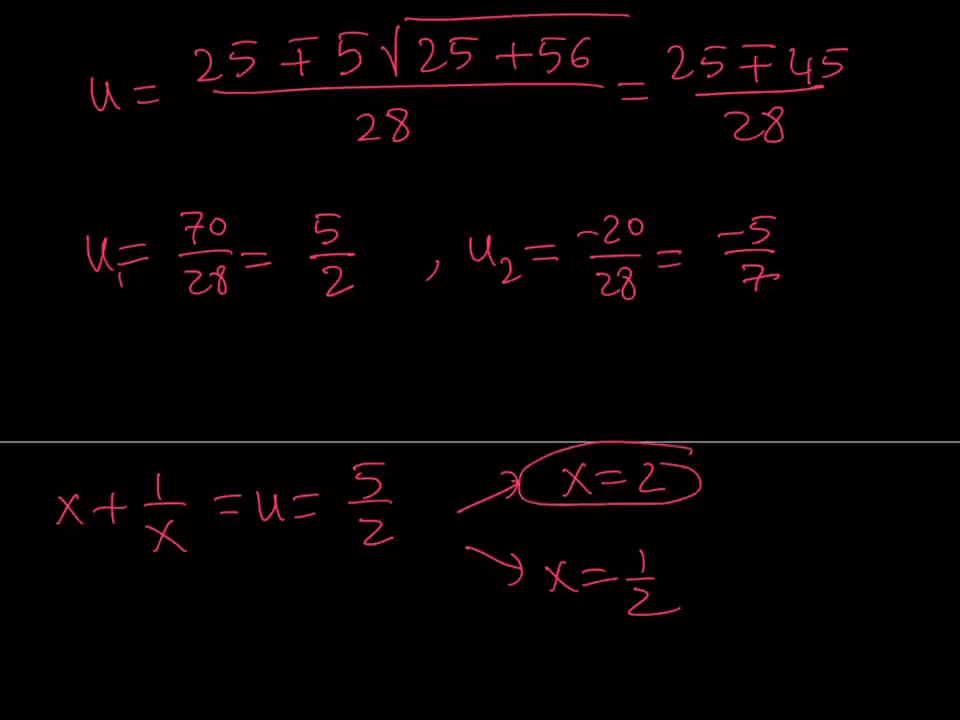 u = (25 ∓ 5√(25 + 56))/28 = (25 ∓ 45)/28
u₁ = 70/28 = 5/2 , u₂ = -20/28 = -5/7
x + 1/x = u = 5/2 → x = 2
→ x = 1/2